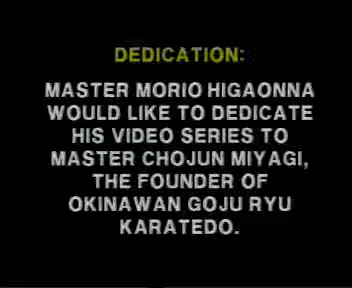 DEDICATION:
MASTER MORIO HIGAONNA
WOULD LIKE TO DEDICATE
HIS VIDEO SERIES TO
MASTER CHOJUN MIYAGI,
THE FOUNDER OF
OKINAWAN GOJU RYU
KARATEDO.